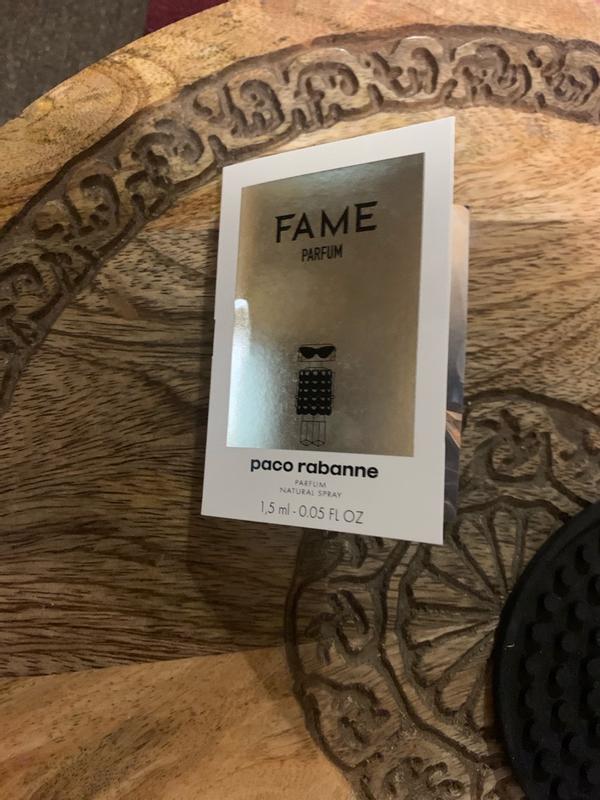 FAME
PARFUM
paco rabanne
PARFUM
NATURAL SPRAY
1,5 ml - 0.05 FL OZ